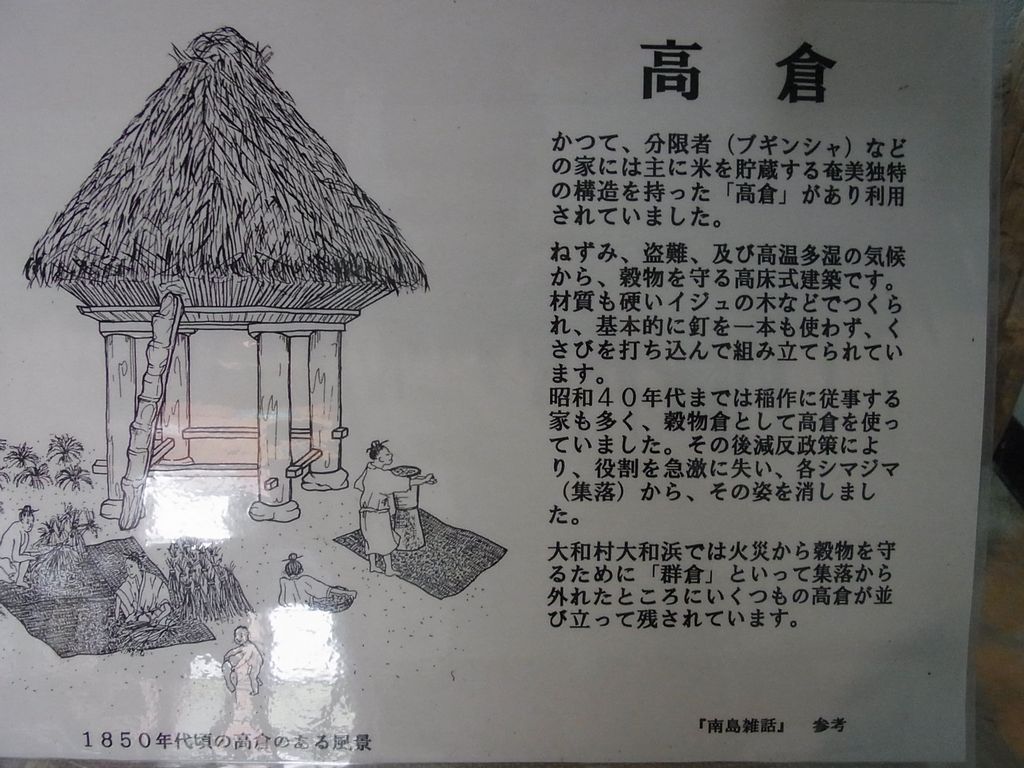 高倉
かつて、分限者（ブギンシャ）など
の家には主に米を貯蔵する奄美独特
の構造を持った「高倉」があり利用
されていました。
ねずみ、盗難、及び高温多湿の気候
から、穀物を守る高床式建築です。
材質も硬いイジュの木などでつくら
れ、基本的に釘を一本も使わず、く
さびを打ち込んで組み立てられてい
ます。
昭和４０年代までは稲作に従事する
家も多く、穀物倉として高倉を使っ
ていました。その後減反政策によ
り、役割を急激に失い、各シマジマ
（集落）から、その姿を消しまし
た。
大和村大和浜では火災から穀物を守
るために「群倉」といって集落から
外れたところにいくつもの高倉が並
び立って残されています。
『南島雑話』　参考
１８５０年代頃の高倉のある風景